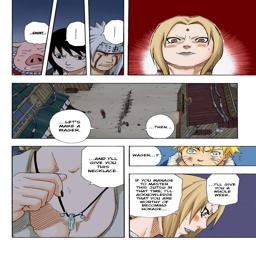 ...THEN...
...LET'S
MAKE A
WAGER.
...AND I'LL
GIVE YOU
THIS
NECKLACE.
WAGER...?
...I'LL GIVE
YOU A
WHOLE
WEEK.
IF YOU MANAGE
TO MASTER
THIS JUTSU IN
THAT TIME, I'LL
ACKNOWLEDGE
THAT YOU ARE
WORTHY OF
BECOMING
HOKAGE...